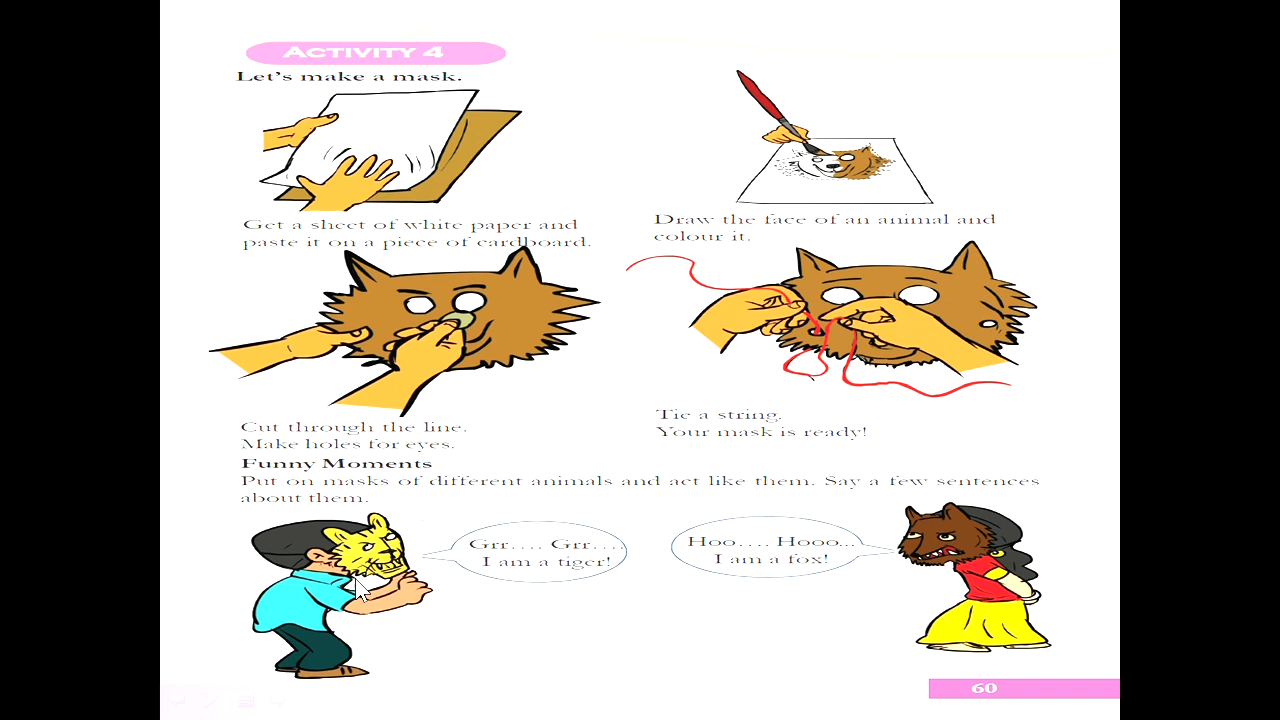 ACTIVITY 4
Let's make a mask.
Get a sheet of white paper and
paste it on a piece of cardboard.
Draw the face of an animal and
colour it.
Cut through the line.
Make holes for eyes.
Tie a string.
Your mask is ready!
Funny Moments
Put on masks of different animals and act like them. Say a few sentences
about them.
Grr.... Grr....
I am a tiger!
Hoo.... Hooo...
I am a fox!
60